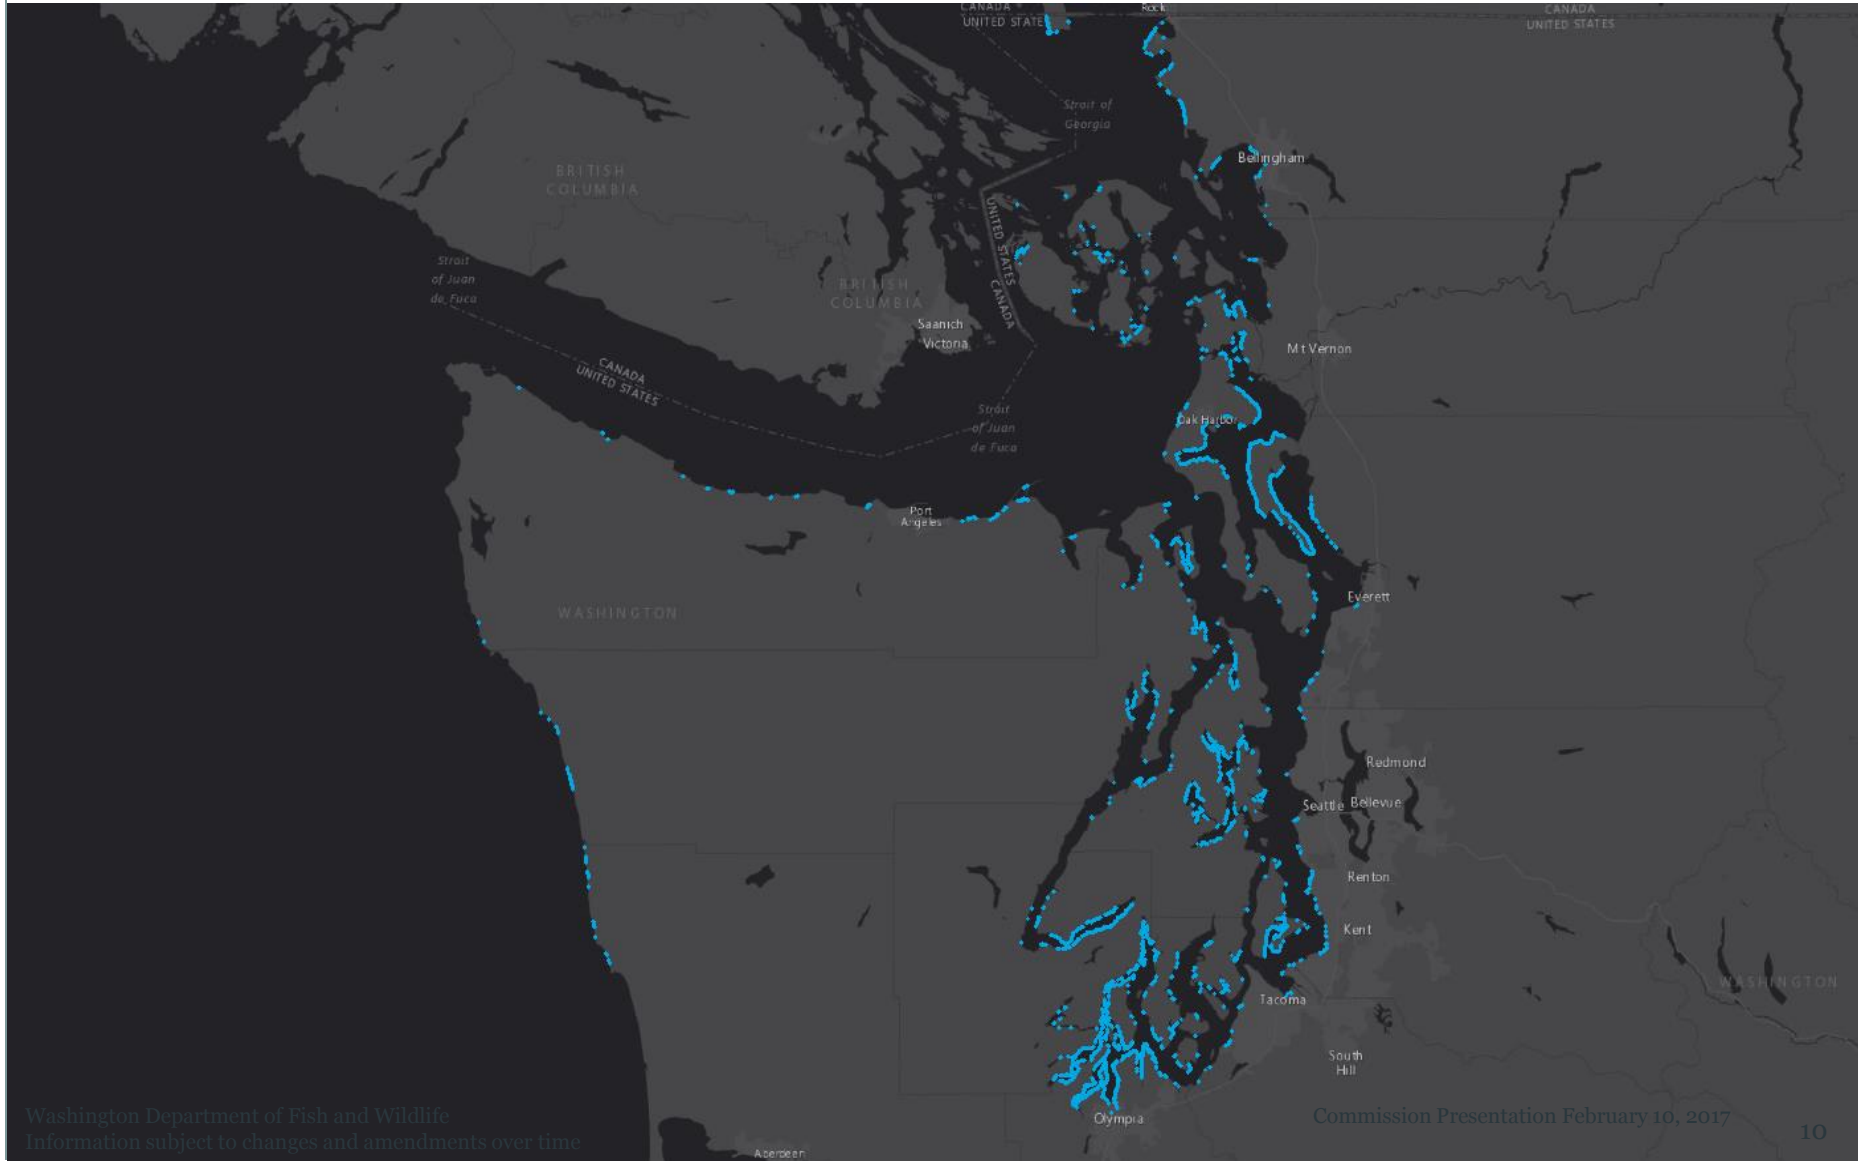 CANADA
UNITED STATE
Rock
CANADA
UNITED STATES
Strait of
Georgia
Bellingham
BRITISH
COLUMBIA
UNITED STATES
CANADA
Strait
of Juan
de Fuca
BRITISH
COLUMBIA
Saanich
Victoria
Mt Vernon
CANADA
UNITED STATES
Strait
of Juan
de Fuca
Oak Harbor
Port
Angeles
Everett
WASHINGTON
Redmond
Seattle
Bellevue
Renton
Kent
WASHINGTON
Tacoma
South
Hill
Olympia
Aberdeen
Washington Department of Fish and Wildlife
Information subject to changes and amendments over time
Commission Presentation February 10, 2017
10